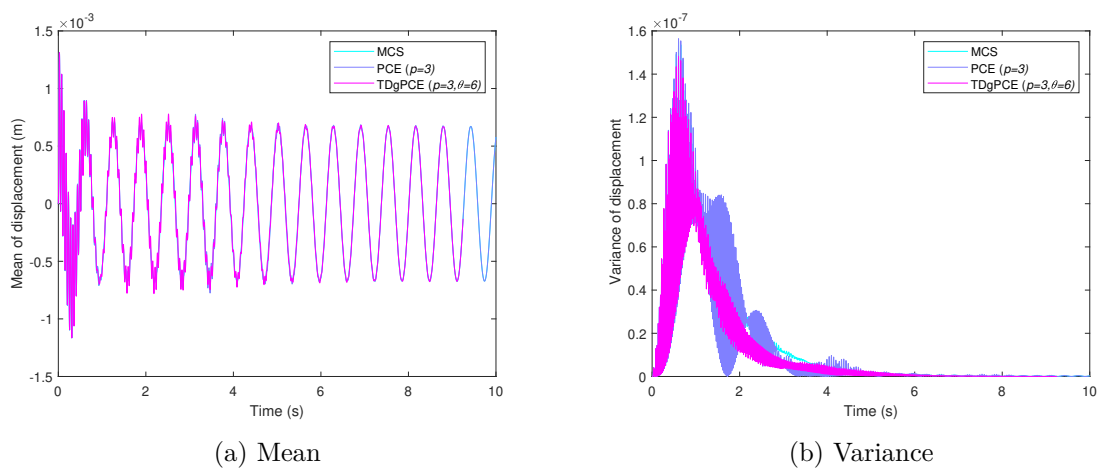 ×10⁻³
1.5
1
0.5
0
-0.5
-1
-1.5
0 2 4 6 8 10
Mean of displacement (m)
Time (s)
MCS
PCE (p=3)
TDgPCE (p=3,θ=6)
(a) Mean
×10⁻⁷
1.6
1.4
1.2
1
0.8
0.6
0.4
0.2
0
0 2 4 6 8 10
Variance of displacement
Time (s)
MCS
PCE (p=3)
TDgPCE (p=3,θ=6)
(b) Variance